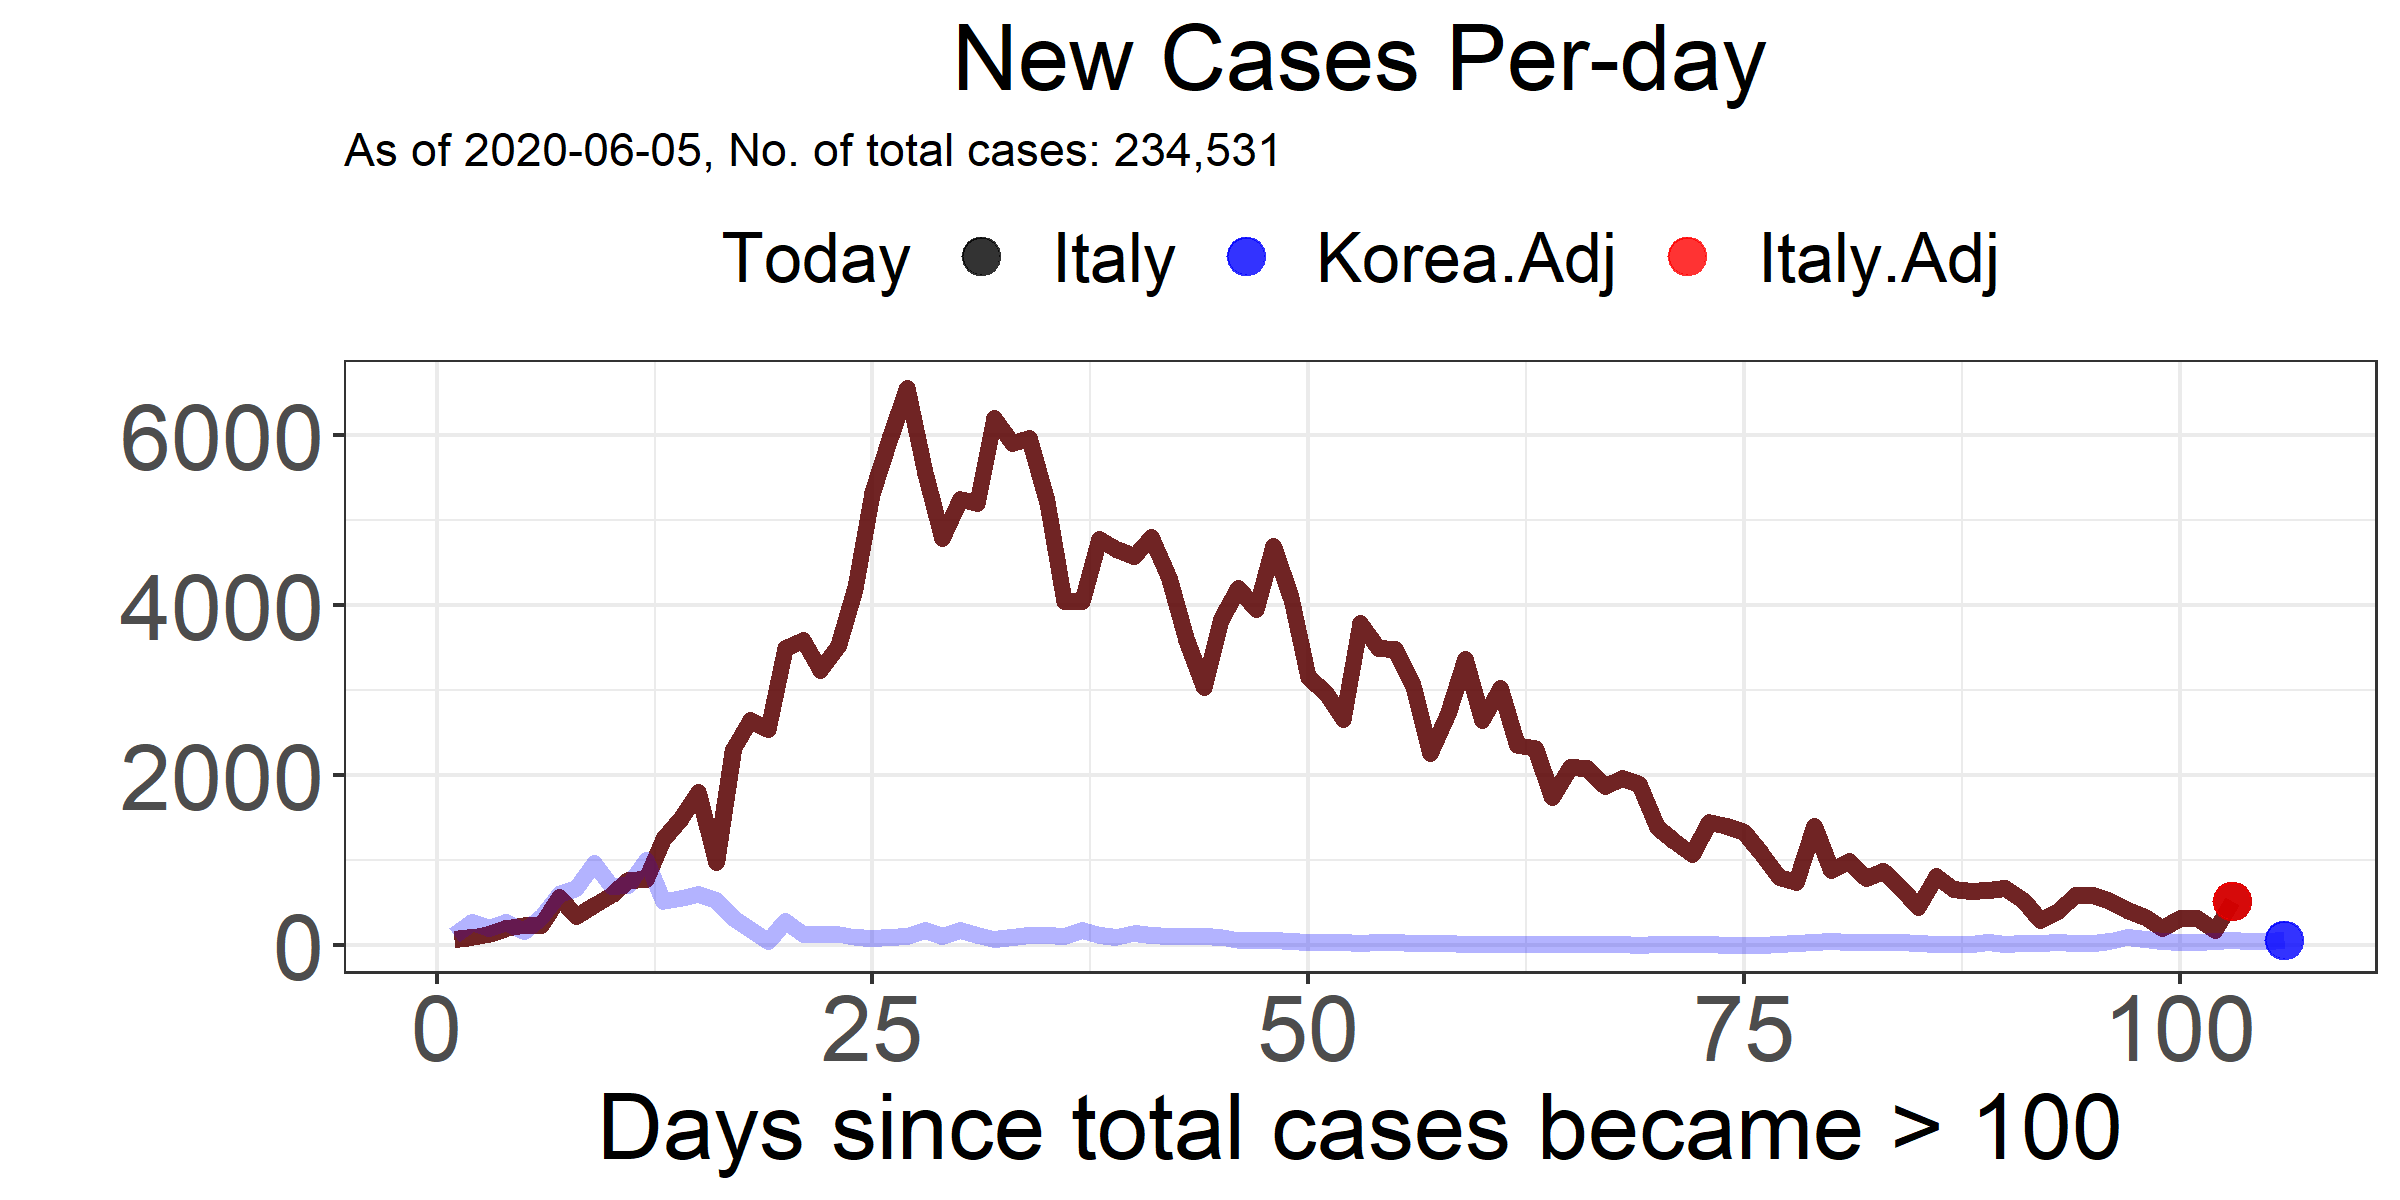 New Cases Per-day
As of 2020-06-05, No. of total cases: 234,531
Today Italy Korea.Adj Italy.Adj
6000
4000
2000
0
0 25 50 75 100
Days since total cases became > 100